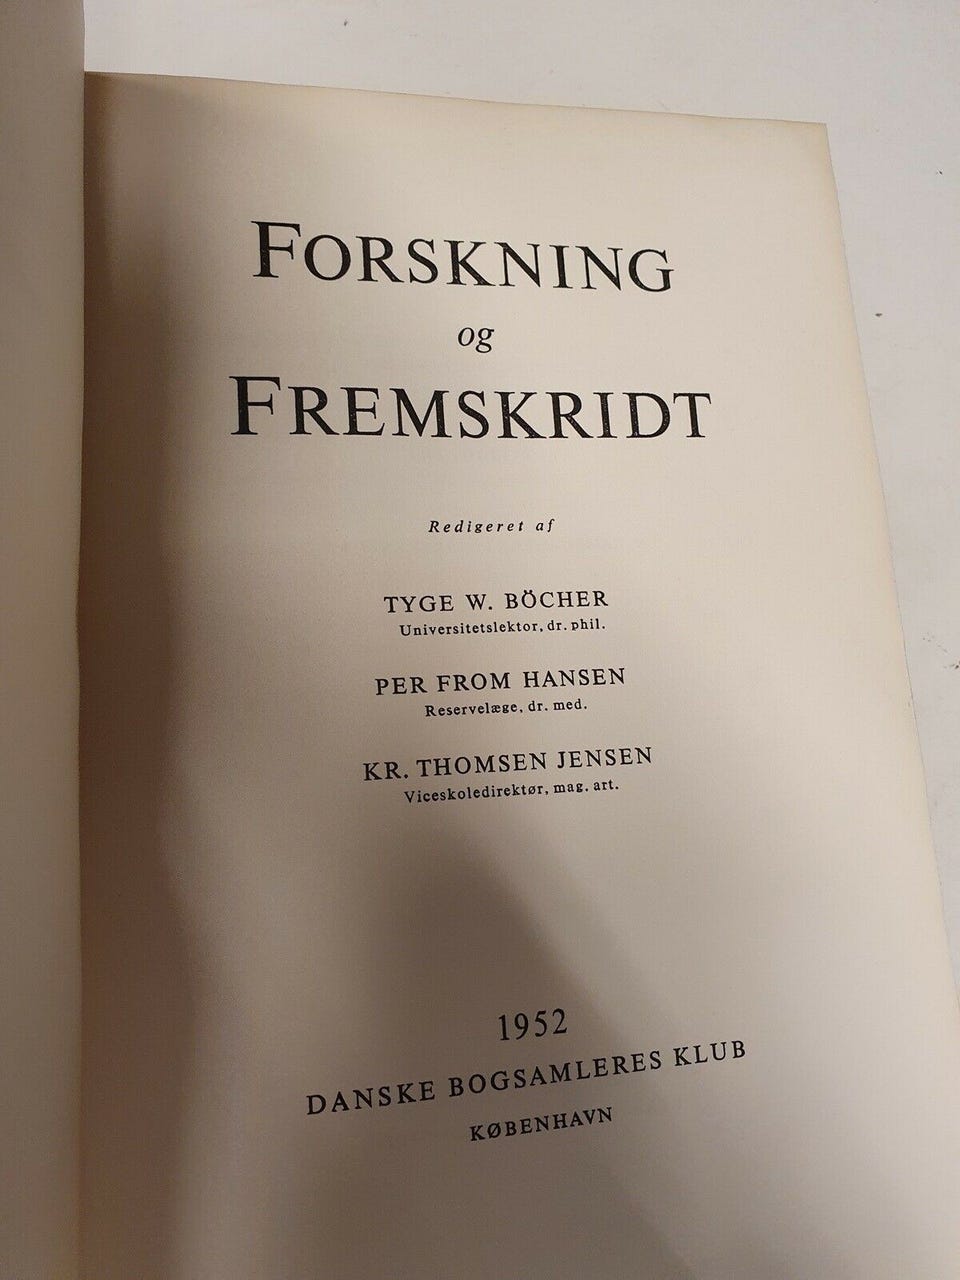 FORSKNING
og
FREMSKRIDT
Redigeret af
TYGE W. BÖCHER
Universitetslektor, dr. phil.
PER FROM HANSEN
Reservelæge, dr. med.
KR. THOMSEN JENSEN
Viceskoledirektør, mag. art.
1952
DANSKE BOGSAMLERES KLUB
KØBENHAVN